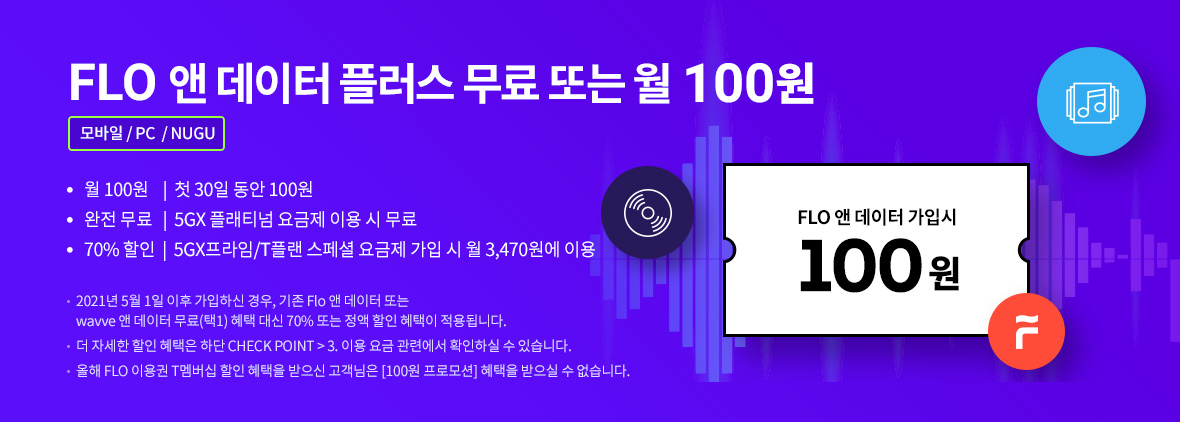 FLO 앤 데이터 플러스 무료 또는 월 100원
모바일 / PC / NUGU
• 월 100원 | 첫 30일 동안 100원
• 완전 무료 | 5GX 플래티넘 요금제 이용 시 무료
• 70% 할인 | 5GX프라임/T플랜 스페셜 요금제 가입 시 월 3,470원에 이용
• 2021년 5월 1일 이후 가입하신 경우, 기존 Flo 앤 데이터 또는
wavve 앤 데이터 무료(택1) 혜택 대신 70% 또는 정액 할인 혜택이 적용됩니다.
• 더 자세한 할인 혜택은 하단 CHECK POINT > 3. 이용 요금 관련에서 확인하실 수 있습니다.
• 올해 FLO 이용권 T멤버십 할인 혜택을 받으신 고객님은 [100원 프로모션] 혜택을 받으실 수 없습니다.
FLO 앤 데이터 가입시
100원
F